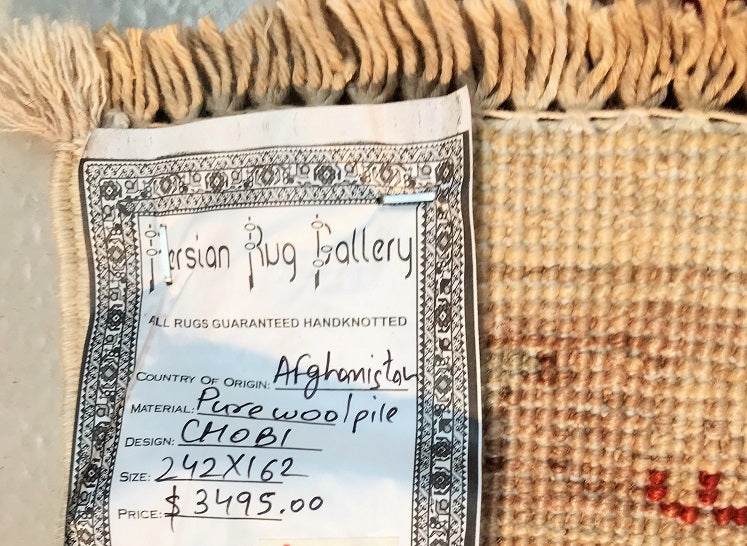 Persian Rug Gallery
ALL RUGS GUARANTEED HANDKNOTTED
COUNTRY OF ORIGIN: Afghanistan
MATERIAL: Pure wool pile
DESIGN: CHOBI
SIZE: 242X162
PRICE: $3495.00